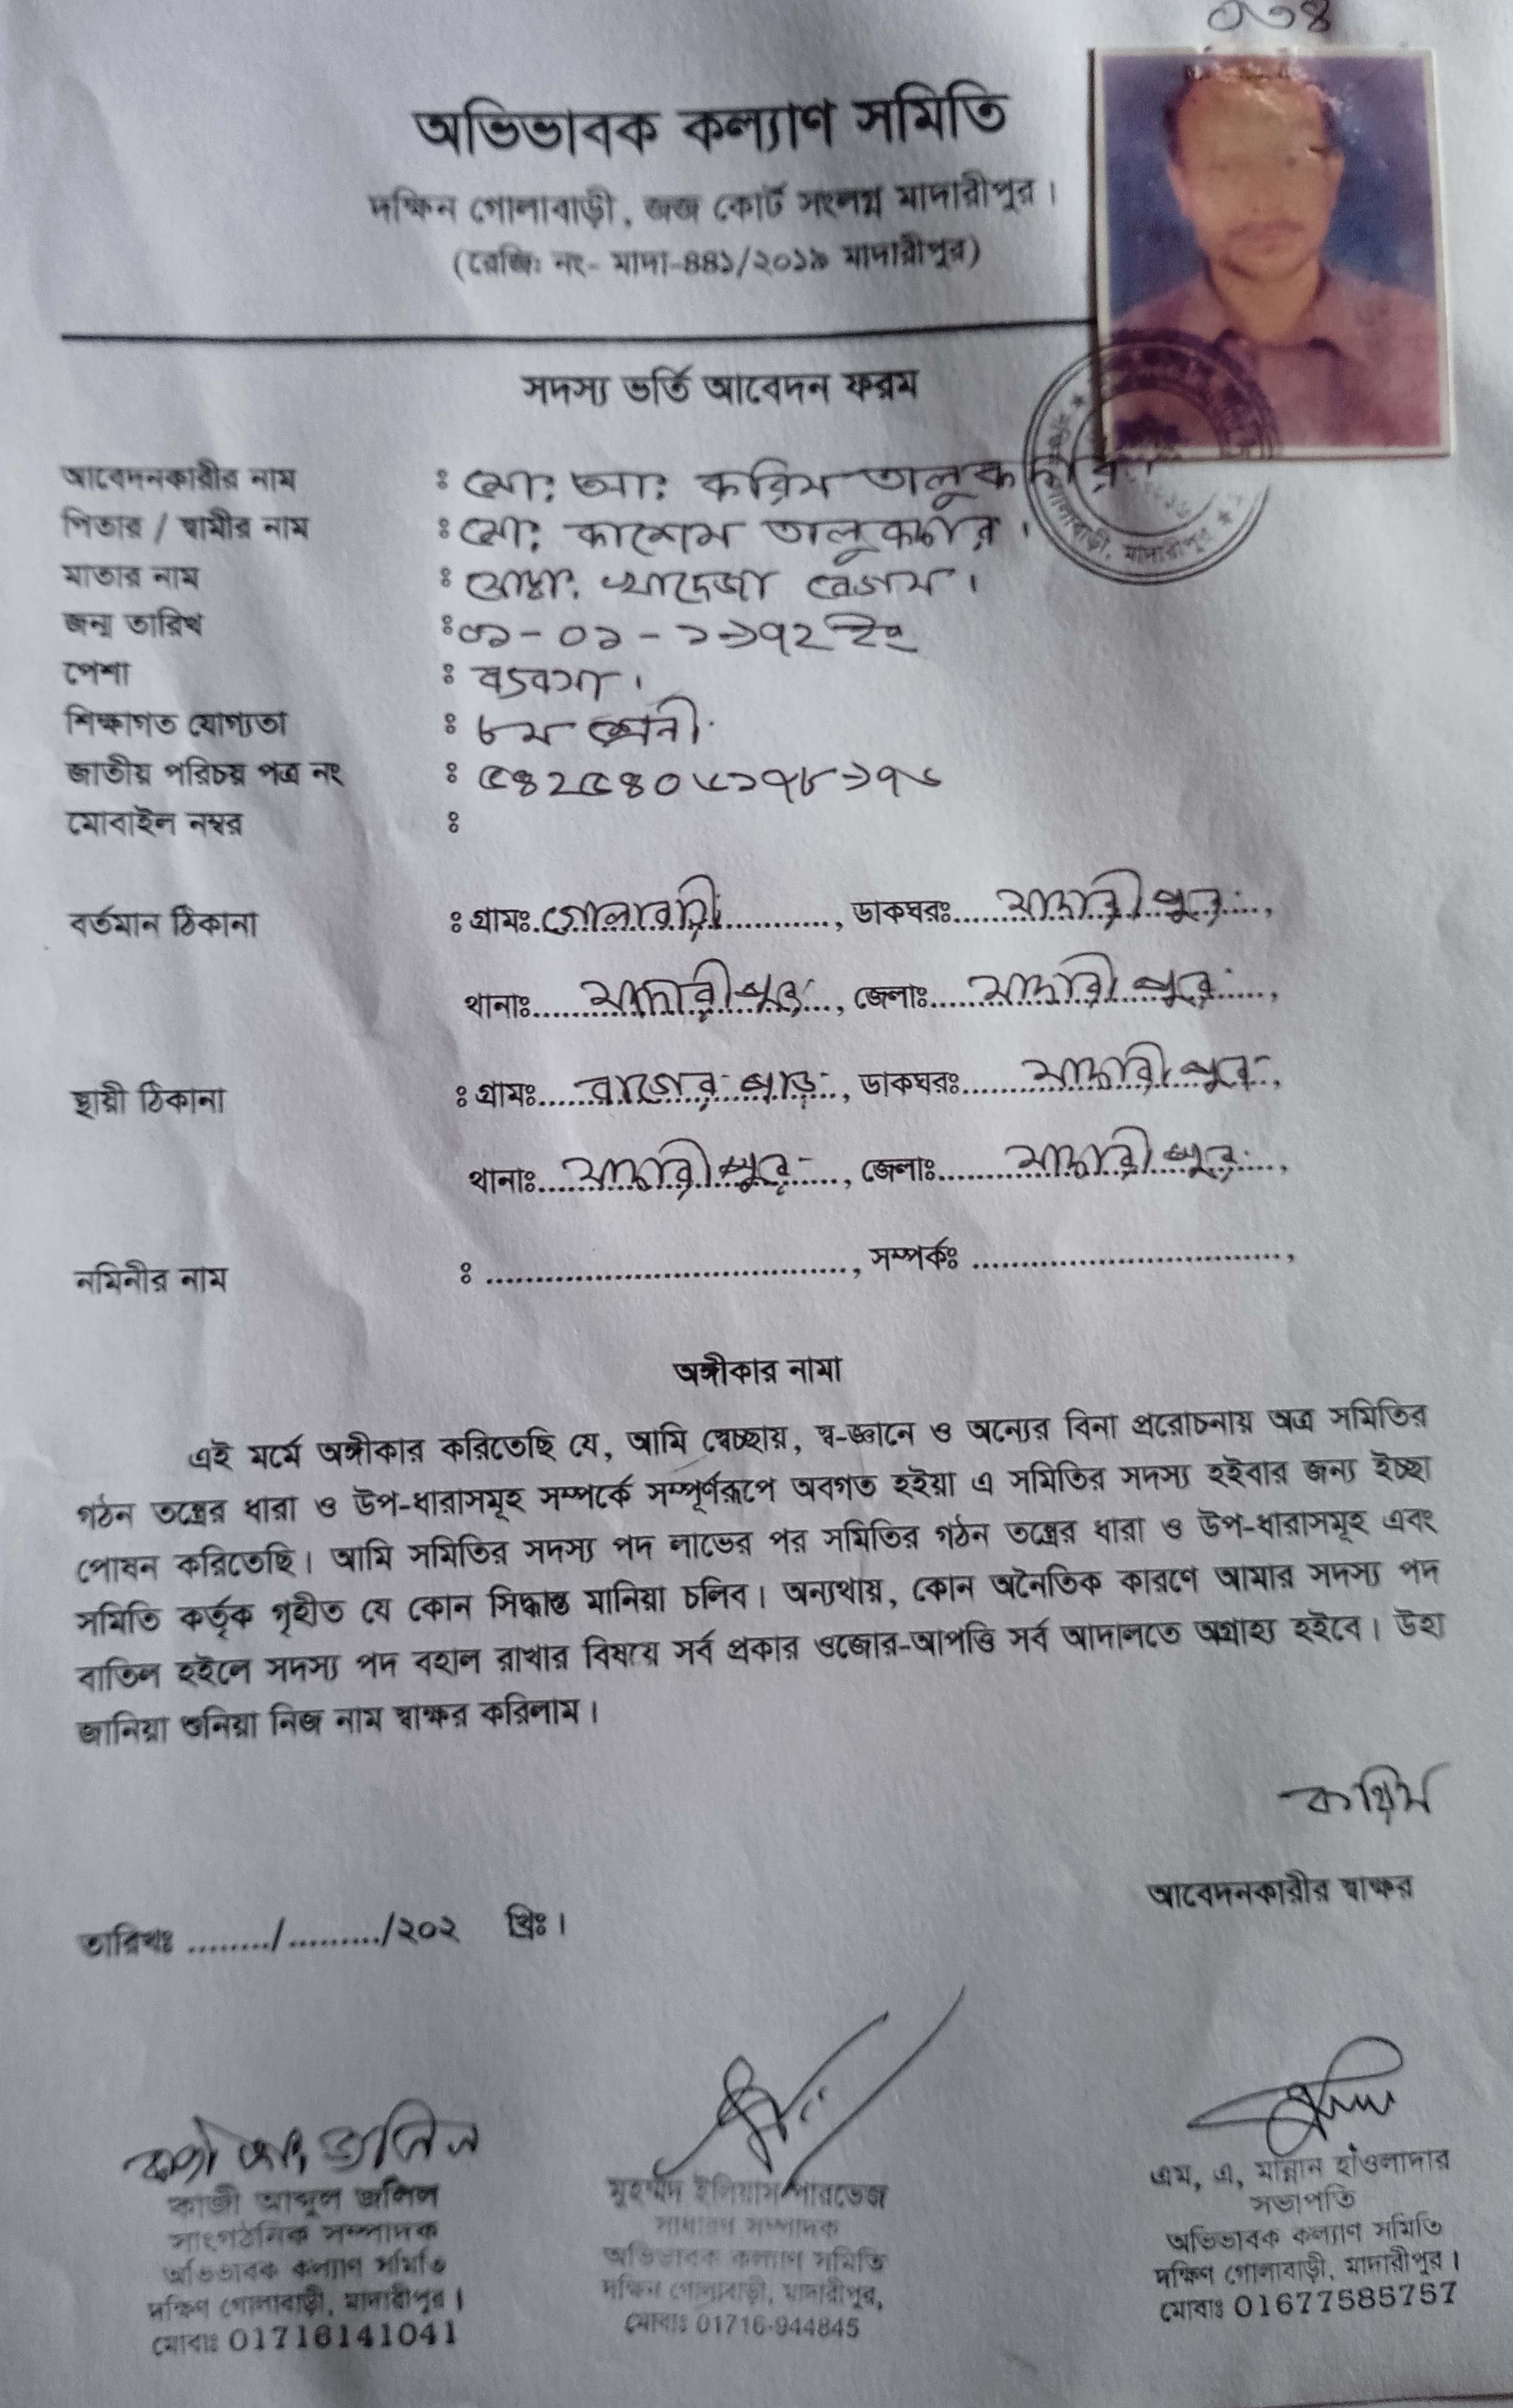 ৩৩৪
অভিভাবক কল্যাণ সমিতি
দক্ষিন গোলাবাড়ী, জজ কোর্ট সংলগ্ন মাদারীপুর।
(রেজি: নং- মাদা-৪৪১/২০১৯ মাদারীপুর)
সদস্য ভর্তি আবেদন ফরম
আবেদনকারীর নাম : মো: আ: করিম তালুকদার।
পিতার / স্বামীর নাম : মো: কাশেম তালুকদার।
মাতার নাম : মোছা: খাদেজা বেগম।
জন্ম তারিখ : ০১-০১-১৯৭২ ইং
পেশা : ব্যবসা।
শিক্ষাগত যোগ্যতা : ৮ম শ্রেনী
জাতীয় পরিচয় পত্র নং : ৫৪২৫৪০৬১৭৮১৭৬
মোবাইল নম্বর :
বর্তমান ঠিকানা : গ্রামঃ গোলাবাড়ী, ডাকঘরঃ মাদারীপুর,
থানাঃ মাদারীপুর, জেলাঃ মাদারীপুর,
স্থায়ী ঠিকানা : গ্রামঃ বাগের পাড়, ডাকঘরঃ মাদারীপুর,
থানাঃ মাদারীপুর, জেলাঃ মাদারীপুর,
নমিনীর নাম : ...................................., সম্পর্কঃ ....................................,
অঙ্গীকার নামা
এই মর্মে অঙ্গীকার করিতেছি যে, আমি স্বেচ্ছায়, স্ব-জ্ঞানে ও অন্যের বিনা প্ররোচনায় অত্র সমিতির
গঠন তন্ত্রের ধারা ও উপ-ধারাসমূহ সম্পর্কে সম্পূর্ণরূপে অবগত হইয়া এ সমিতির সদস্য হইবার জন্য ইচ্ছা
পোষন করিতেছি। আমি সমিতির সদস্য পদ লাভের পর সমিতির গঠন তন্ত্রের ধারা ও উপ-ধারাসমূহ এবং
সমিতি কর্তৃক গৃহীত যে কোন সিদ্ধান্ত মানিয়া চলিব। অন্যথায়, কোন অনৈতিক কারণে আমার সদস্য পদ
বাতিল হইলে সদস্য পদ বহাল রাখার বিষয়ে সর্ব প্রকার ওজোর-আপত্তি সর্ব আদালতে অগ্রাহ্য হইবে। উহা
জানিয়া শুনিয়া নিজ নাম স্বাক্ষর করিলাম।
করিম
আবেদনকারীর স্বাক্ষর
তারিখঃ ........./........./২০২ খ্রিঃ।
কাজী আঃ জলিল
কাজী আব্দুল জলিল
সাংগঠনিক সম্পাদক
অভিভাবক কল্যাণ সমিতি
দক্ষিণ গোলাবাড়ী, মাদারীপুর।
মোবাঃ 01716141041
মুহম্মদ ইলিয়াস পারভেজ
সাধারণ সম্পাদক
অভিভাবক কল্যাণ সমিতি
দক্ষিন গোলাবাড়ী, মাদারীপুর,
মোবাঃ 01716-944845
এম, এ, মান্নান হাওলাদার
সভাপতি
অভিভাবক কল্যাণ সমিতি
দক্ষিণ গোলাবাড়ী, মাদারীপুর।
মোবাঃ 01677585757